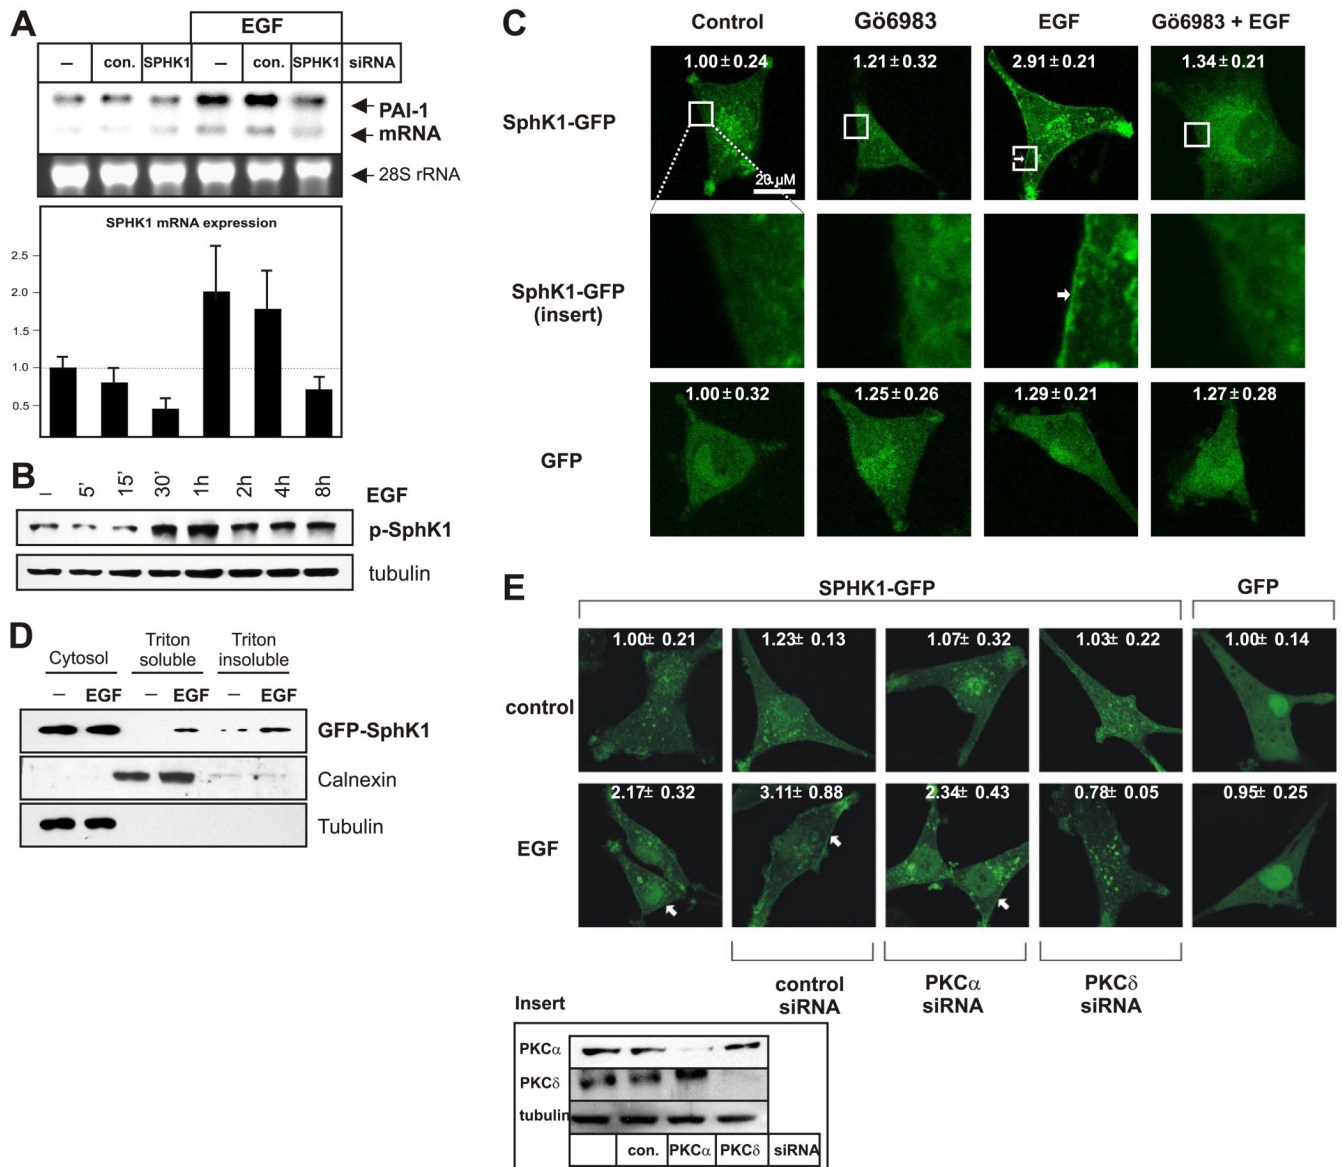 A
EGF
– con. SPHK1 – con. SPHK1 siRNA
PAI-1
mRNA
28S rRNA
SPHK1 mRNA expression
2.5
2.0
1.5
1.0
0.5
B
– 5' 15' 30' 1h 2h 4h 8h EGF
p-SphK1
tubulin
C
Control Gö6983 EGF Gö6983 + EGF
SphK1-GFP
1.00±0.24 1.21±0.32 2.91±0.21 1.34±0.21
20 µM
SphK1-GFP
(insert)
GFP
1.00±0.32 1.25±0.26 1.29±0.21 1.27±0.28
D
Cytosol Triton soluble Triton insoluble
– EGF – EGF – EGF
GFP-SphK1
Calnexin
Tubulin
E
SPHK1-GFP GFP
control
1.00± 0.21 1.23± 0.13 1.07± 0.32 1.03± 0.22 1.00± 0.14
EGF
2.17± 0.32 3.11± 0.88 2.34± 0.43 0.78± 0.05 0.95± 0.25
control siRNA PKCα siRNA PKCδ siRNA
Insert
PKCα
PKCδ
tubulin
con. PKCα PKCδ siRNA